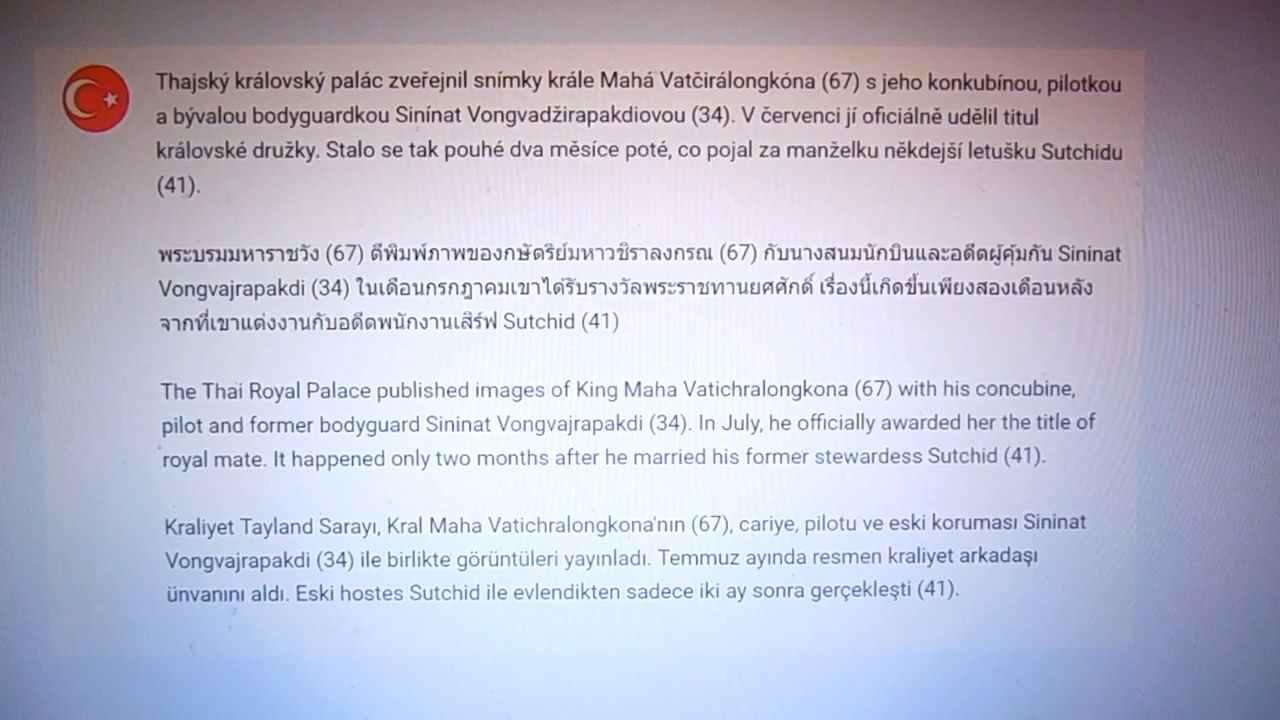 Thajský královský palác zveřejnil snímky krále Mahá Vatčirálongkóna (67) s jeho konkubínou, pilotkou
a bývalou bodyguardkou Sinínat Vongvadžirapakdiovou (34). V červenci jí oficiálně udělil titul
královské družky. Stalo se tak pouhé dva měsíce poté, co pojal za manželku někdejší letušku Sutchidu
(41).
พระบรมมหาราชวัง (67) ตีพิมพ์ภาพของกษัตริย์มหาวชิราลงกรณ (67) กับนางสนมนักบินและอดีตผู้คุ้มกัน Sininat
Vongvajrapakdi (34) ในเดือนกรกฎาคมเขาได้รับรางวัลพระราชทานยศศักดิ์ เรื่องนี้เกิดขึ้นเพียงสองเดือนหลัง
จากที่เขาแต่งงานกับอดีตพนักงานเสิร์ฟ Sutchid (41)
The Thai Royal Palace published images of King Maha Vatichralongkona (67) with his concubine,
pilot and former bodyguard Sininat Vongvajrapakdi (34). In July, he officially awarded her the title of
royal mate. It happened only two months after he married his former stewardess Sutchid (41).
Kraliyet Tayland Sarayı, Kral Maha Vatichralongkona'nın (67), cariye, pilotu ve eski koruması Sininat
Vongvajrapakdi (34) ile birlikte görüntüleri yayınladı. Temmuz ayında resmen kraliyet arkadaşı
ünvanını aldı. Eski hostes Sutchid ile evlendikten sadece iki ay sonra gerçekleşti (41).